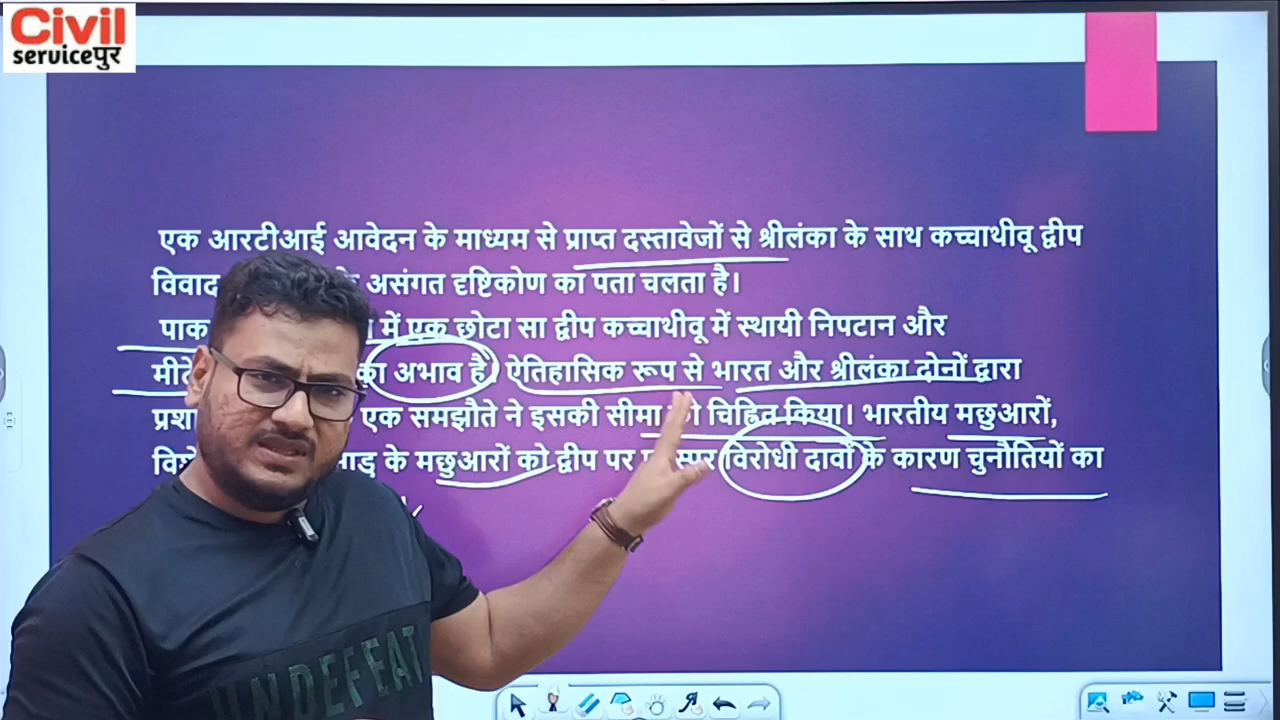 Civil
serviceपुर
एक आरटीआई आवेदन के माध्यम से प्राप्त दस्तावेजों से श्रीलंका के साथ कच्चाथीवू द्वीप
विवाद के असंगत दृष्टिकोण का पता चलता है।
पाक में एक छोटा सा द्वीप कच्चाथीवू में स्थायी निपटान और
मीठे का अभाव है। ऐतिहासिक रूप से भारत और श्रीलंका दोनों द्वारा
एक समझौते ने इसकी सीमा को चिह्नित किया। भारतीय मछुआरों,
के मछुआरों को द्वीप पर विरोधी दावों के कारण चुनौतियों का
UNDEFEAT